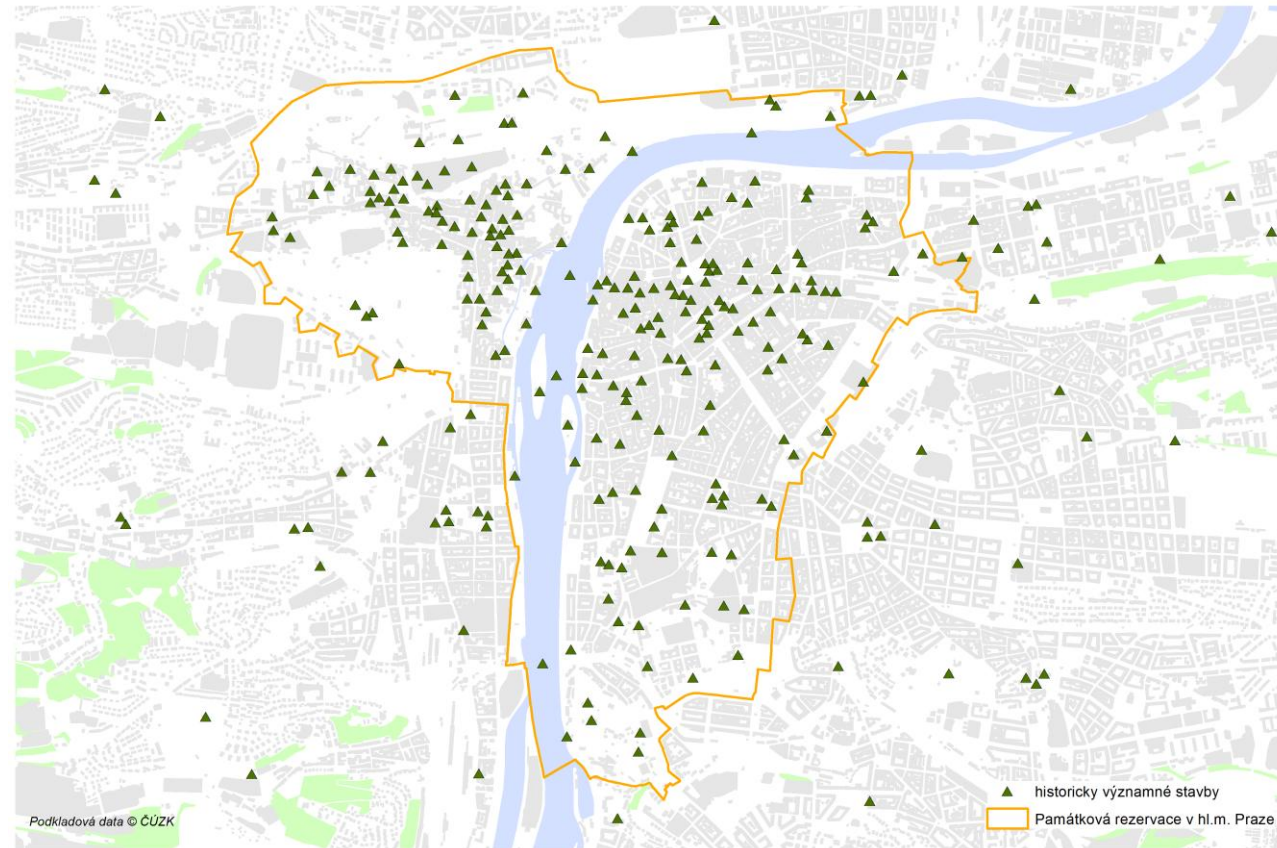 historicky významné stavby
Památková rezervace v hl.m. Praze
Podkladová data © ČÚZK